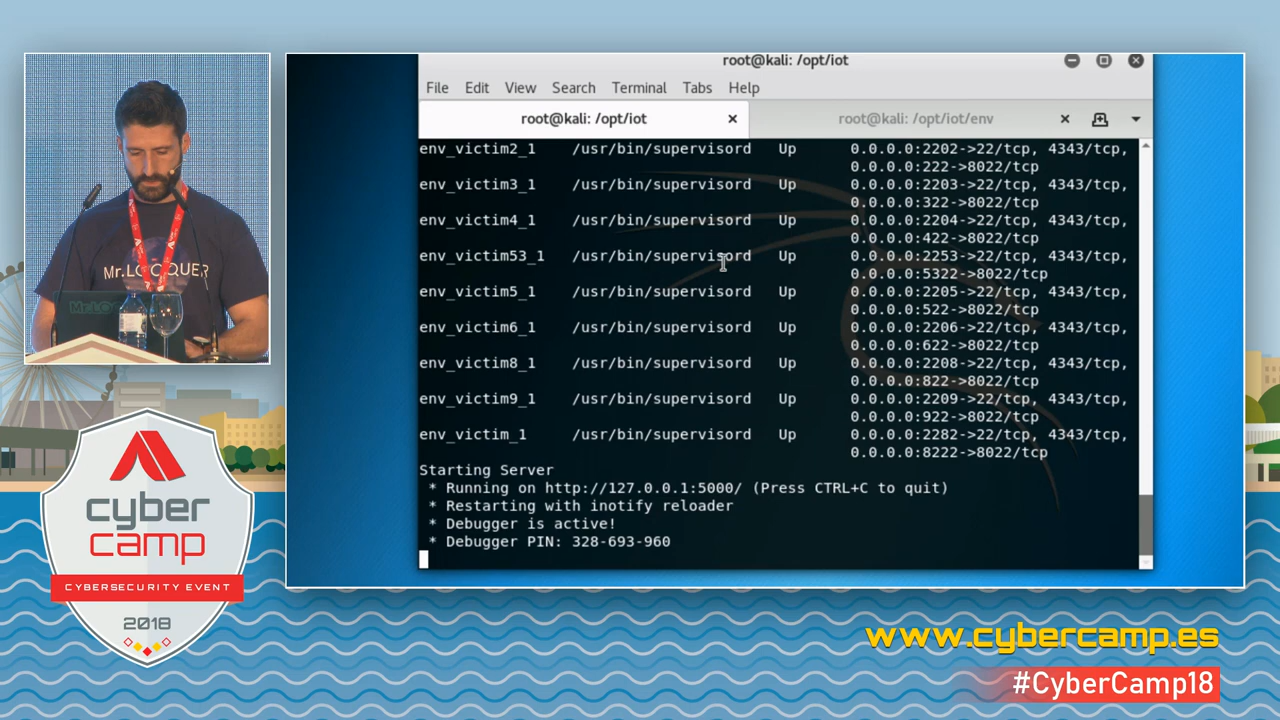 root@kali: /opt/iot
File Edit View Search Terminal Tabs Help
root@kali: /opt/iot
root@kali: /opt/iot/env
env_victim2_1 /usr/bin/supervisord Up 0.0.0.0:2202->22/tcp, 4343/tcp,
0.0.0.0:222->8022/tcp
env_victim3_1 /usr/bin/supervisord Up 0.0.0.0:2203->22/tcp, 4343/tcp,
0.0.0.0:322->8022/tcp
env_victim4_1 /usr/bin/supervisord Up 0.0.0.0:2204->22/tcp, 4343/tcp,
0.0.0.0:422->8022/tcp
env_victim53_1 /usr/bin/supervisord Up 0.0.0.0:2253->22/tcp, 4343/tcp,
0.0.0.0:5322->8022/tcp
env_victim5_1 /usr/bin/supervisord Up 0.0.0.0:2205->22/tcp, 4343/tcp,
0.0.0.0:522->8022/tcp
env_victim6_1 /usr/bin/supervisord Up 0.0.0.0:2206->22/tcp, 4343/tcp,
0.0.0.0:622->8022/tcp
env_victim8_1 /usr/bin/supervisord Up 0.0.0.0:2208->22/tcp, 4343/tcp,
0.0.0.0:822->8022/tcp
env_victim9_1 /usr/bin/supervisord Up 0.0.0.0:2209->22/tcp, 4343/tcp,
0.0.0.0:922->8022/tcp
env_victim_1 /usr/bin/supervisord Up 0.0.0.0:2282->22/tcp, 4343/tcp,
0.0.0.0:8222->8022/tcp
Starting Server
* Running on http://127.0.0.1:5000/ (Press CTRL+C to quit)
* Restarting with inotify reloader
* Debugger is active!
* Debugger PIN: 328-693-960
cyber
camp
CYBERSECURITY EVENT
2018
www.cybercamp.es
#CyberCamp18